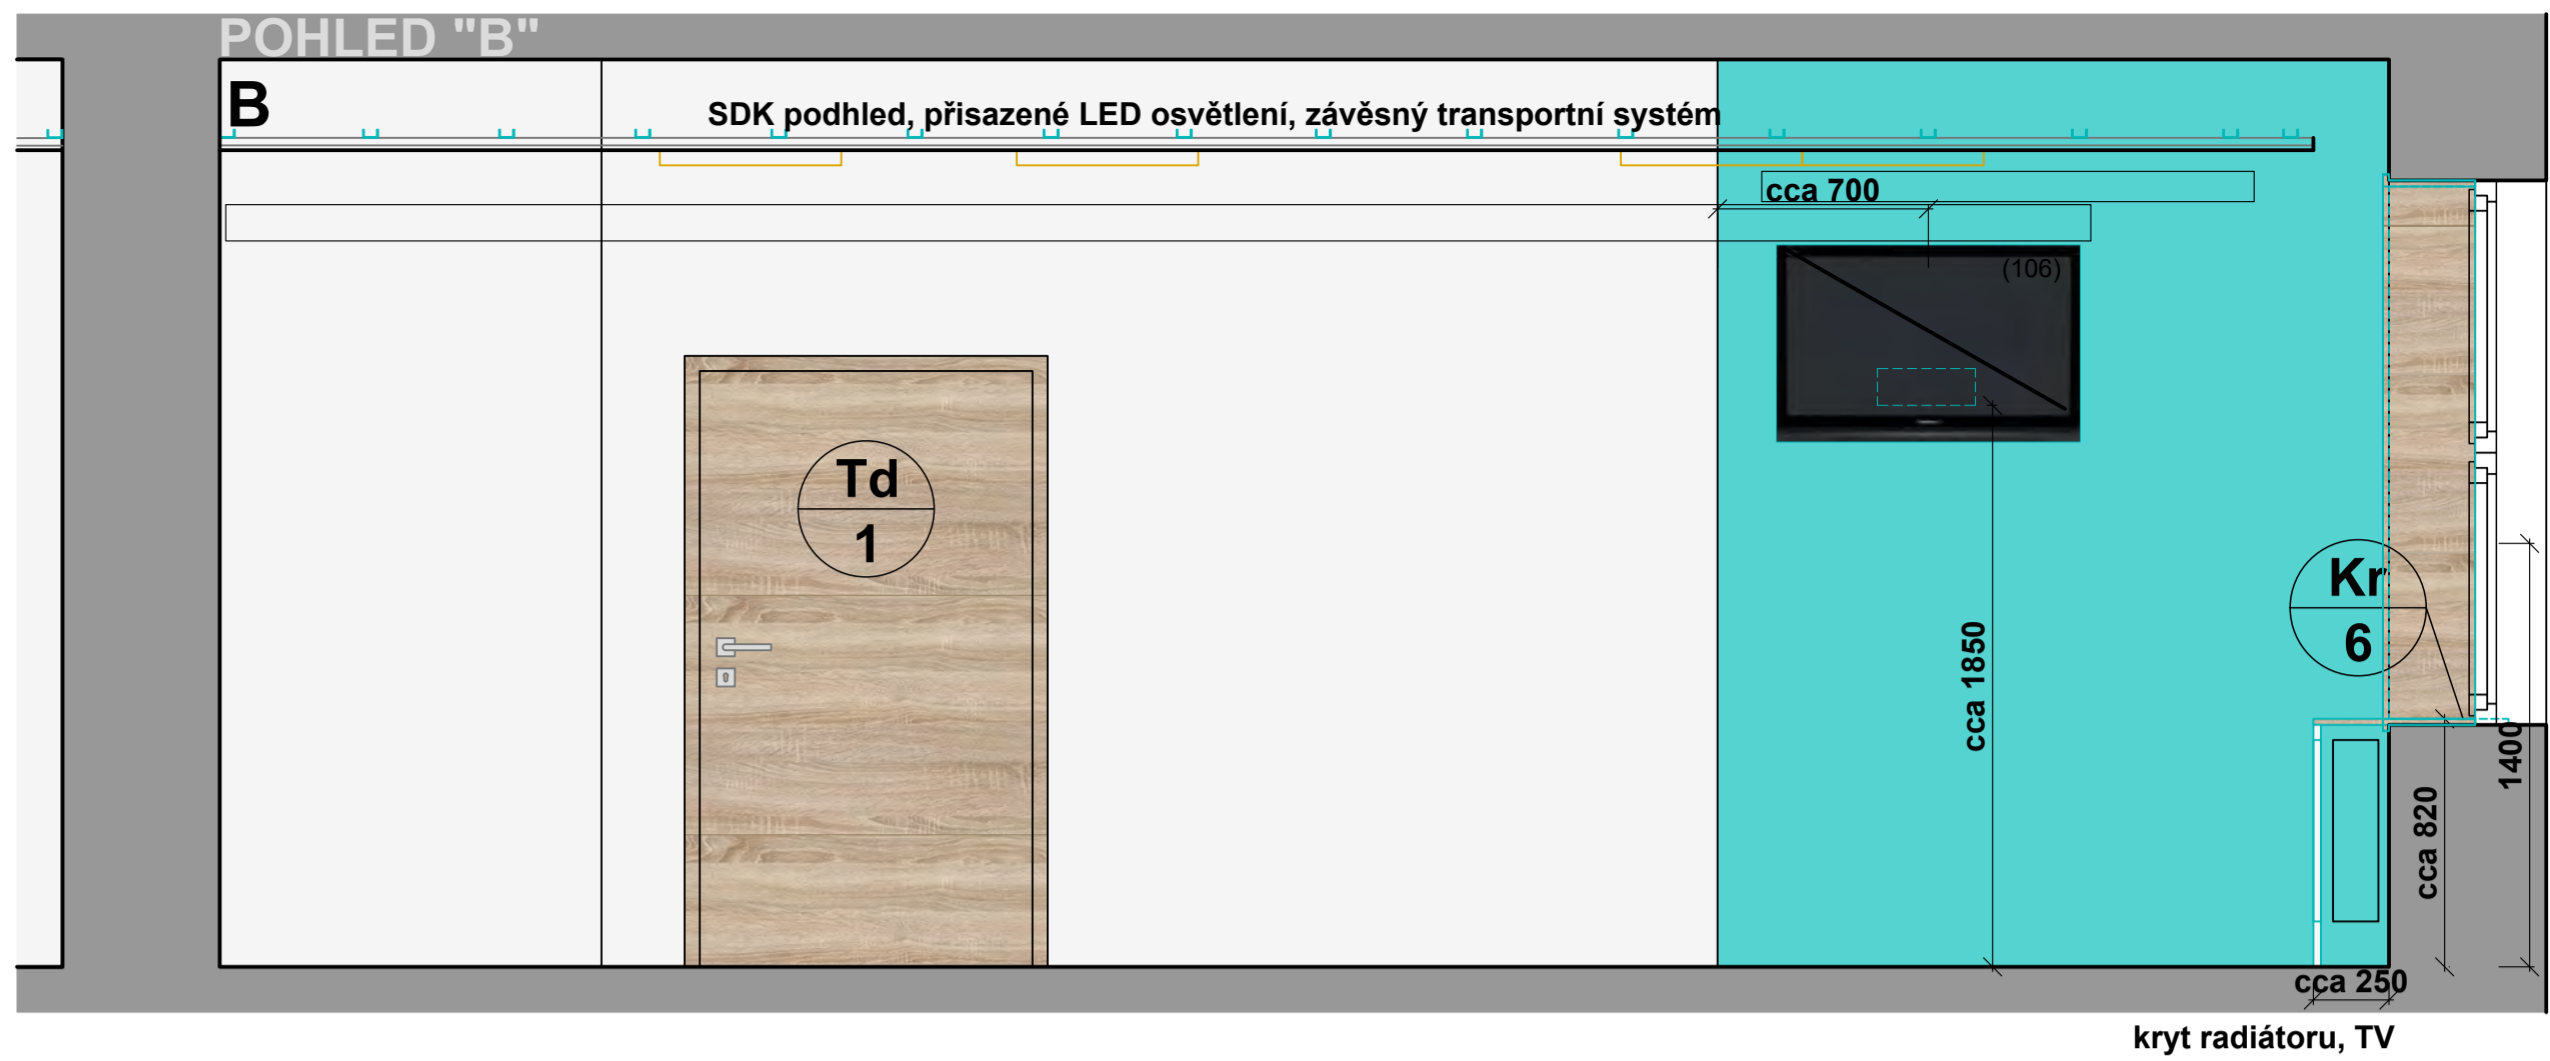 POHLED "B"
B
SDK podhled, přisazené LED osvětlení, závěsný transportní systém
cca 700
(106)
Td
1
Kr
6
cca 1850
1400
cca 820
cca 250
kryt radiátoru, TV